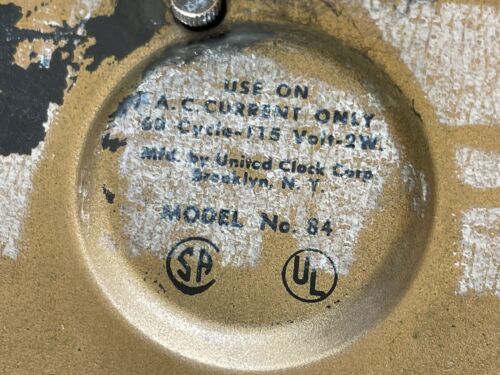 USE ON
A.C. CURRENT ONLY
60 Cycle-115 Volt-2W.
Mfd. by United Clock Corp.
Brooklyn, N. Y.
MODEL No. 84
SA
UL